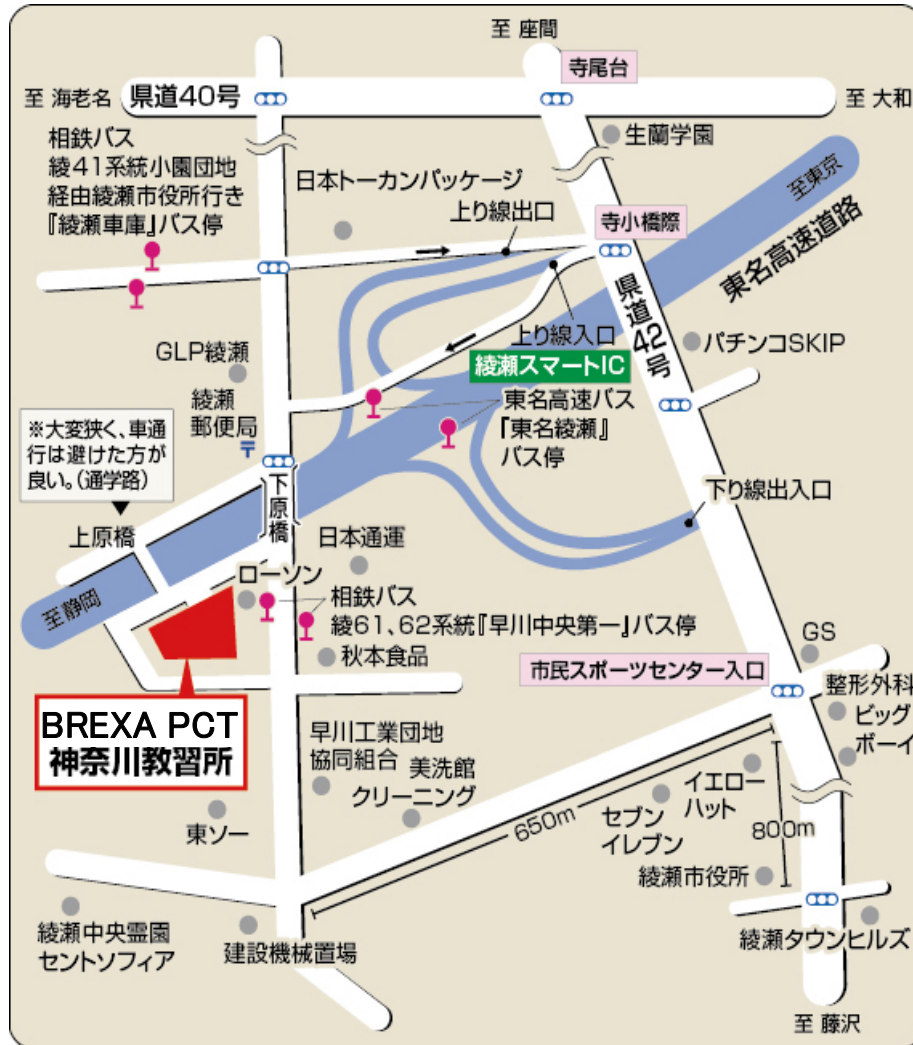 至 座間
寺尾台
至 海老名
県道40号
至 大和
相鉄バス
綾41系統小園団地
経由綾瀬市役所行き
『綾瀬車庫』バス停
生蘭学園
日本トーカンパッケージ
上り線出口
寺小橋際
至東京
東名高速道路
県道42号
上り線入口
綾瀬スマートIC
パチンコSKIP
GLP綾瀬
綾瀬
郵便局
〒
東名高速バス
『東名綾瀬』
バス停
※大変狭く、車通
行は避けた方が
良い。(通学路)
上原橋
下原橋
下り線出入口
日本通運
至静岡
ローソン
相鉄バス
綾61、62系統『早川中央第一』バス停
秋本食品
GS
市民スポーツセンター入口
整形外科
ビッグ
ボーイ
BREXA PCT
神奈川教習所
早川工業団地
協同組合
美洗館
クリーニング
イエロー
ハット
セブン
イレブン
650m
800m
東ソー
綾瀬市役所
綾瀬中央霊園
セントソフィア
建設機械置場
綾瀬タウンヒルズ
至 藤沢